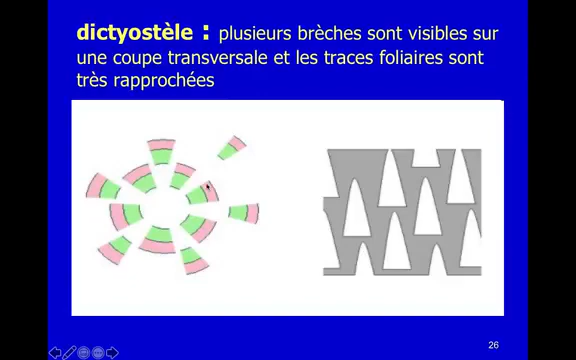 dictyostèle : plusieurs brèches sont visibles sur
une coupe transversale et les traces foliaires sont
très rapprochées
26